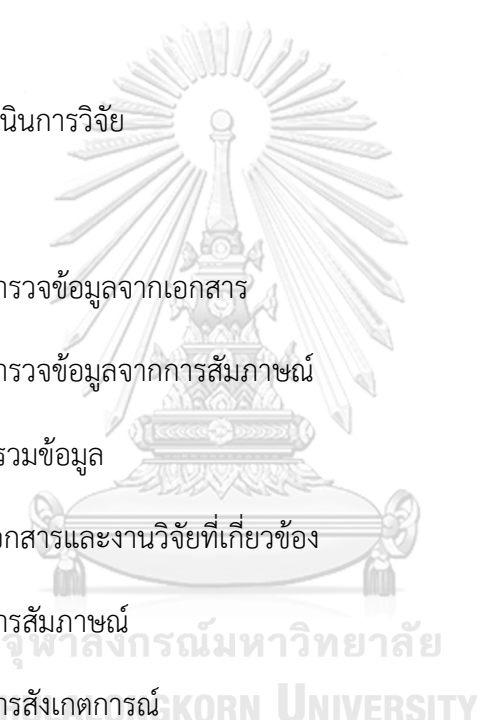 นินการวิจัย
ำรวจข้อมูลจากเอกสาร
ำรวจข้อมูลจากการสัมภาษณ์
รวมข้อมูล
อกสารและงานวิจัยที่เกี่ยวข้อง
ารสัมภาษณ์
จุฬาลงกรณ์มหาวิทยาลัย
ารสังเกตการณ์
GKORN UNIVERSITY